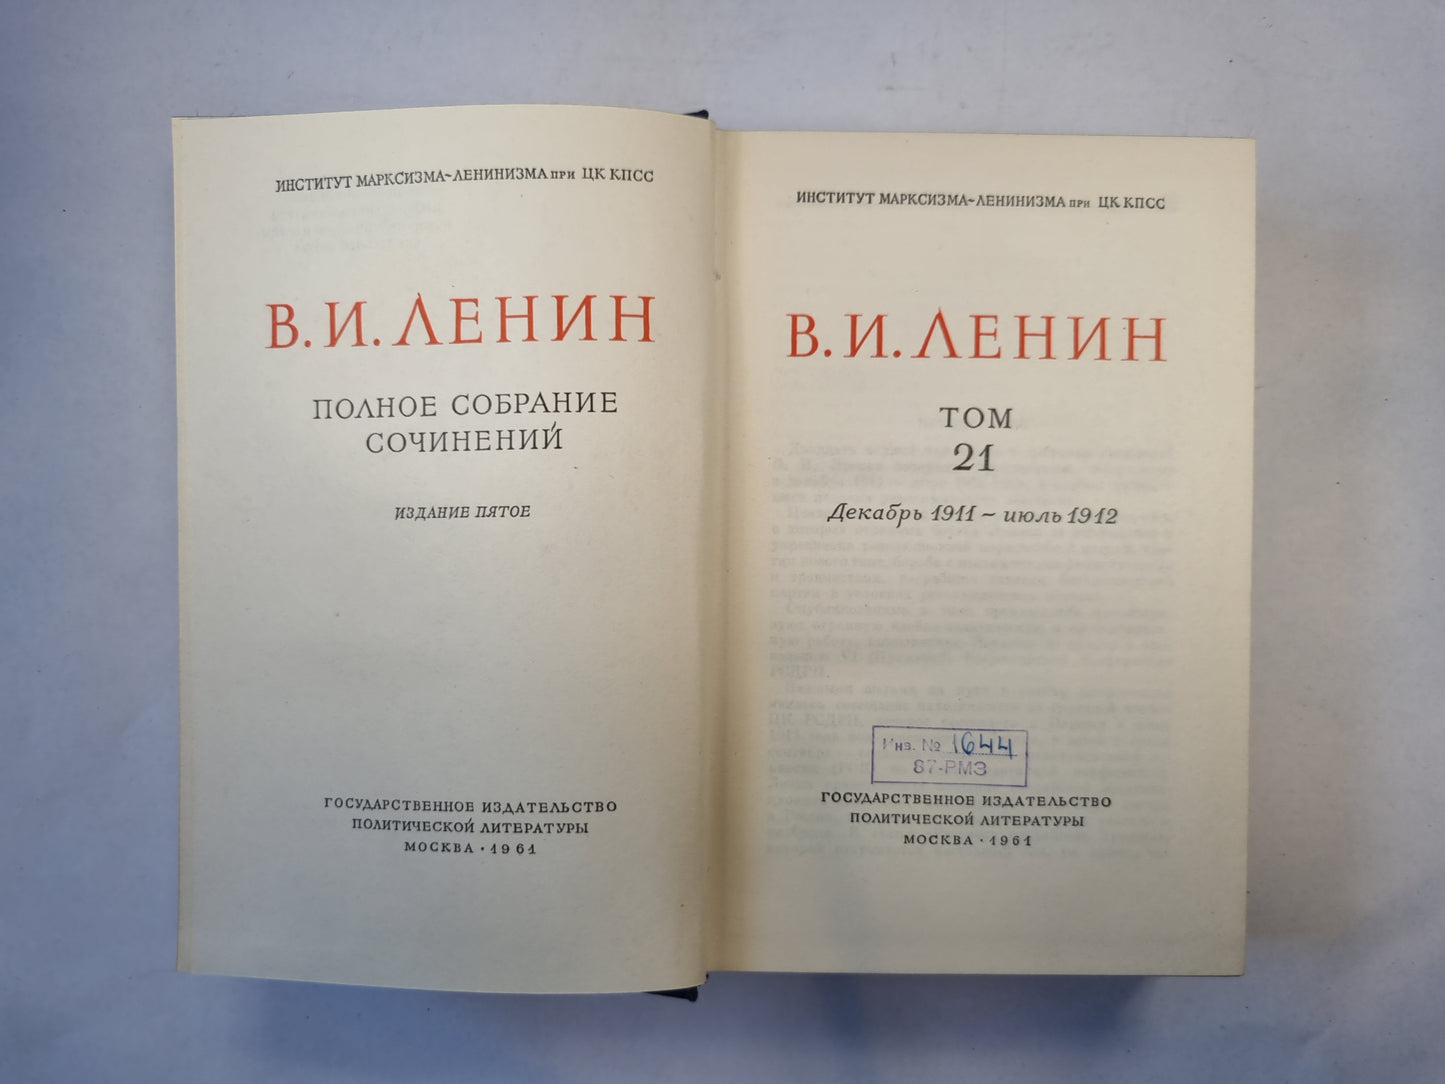 ИНСТИТУТ МАРКСИЗМА-ЛЕНИНИЗМА при ЦК КПСС
В. И. ЛЕНИН
ПОЛНОЕ СОБРАНИЕ
СОЧИНЕНИЙ
ИЗДАНИЕ ПЯТОЕ
ГОСУДАРСТВЕННОЕ ИЗДАТЕЛЬСТВО
ПОЛИТИЧЕСКОЙ ЛИТЕРАТУРЫ
МОСКВА · 1961
ИНСТИТУТ МАРКСИЗМА-ЛЕНИНИЗМА при ЦК КПСС
В. И. ЛЕНИН
ТОМ
21
Декабрь 1911 ~ июль 1912
Инв. № 1644
87-РМЗ
ГОСУДАРСТВЕННОЕ ИЗДАТЕЛЬСТВО
ПОЛИТИЧЕСКОЙ ЛИТЕРАТУРЫ
МОСКВА · 1961